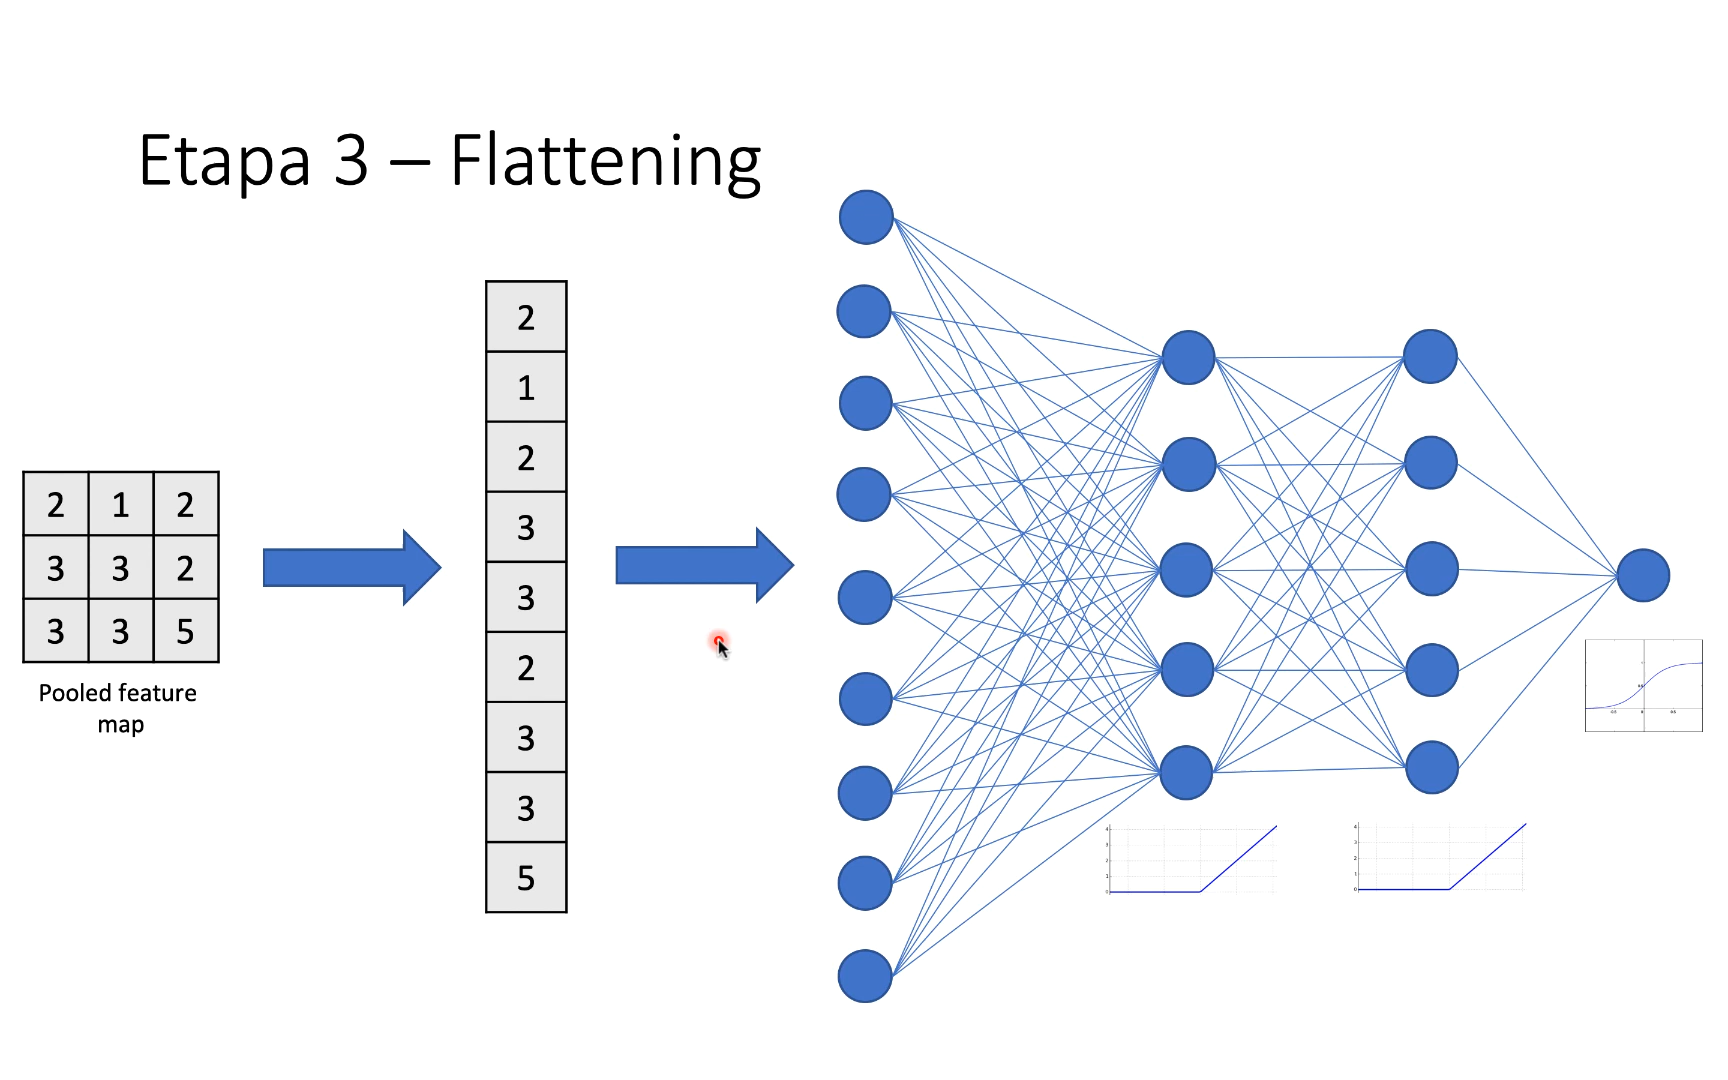 Etapa 3 – Flattening
2 1 2
3 3 2
3 3 5
Pooled feature
map
2
1
2
3
3
2
3
3
5